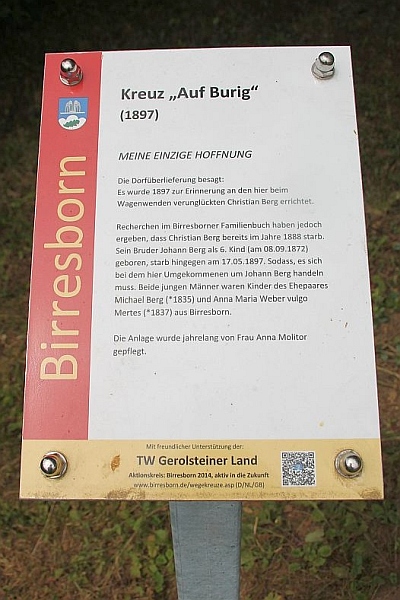 Birresborn
Kreuz „Auf Burig“
(1897)
MEINE EINZIGE HOFFNUNG
Die Dorfüberlieferung besagt:
Es wurde 1897 zur Erinnerung an den hier beim
Wagenwenden verunglückten Christian Berg errichtet.
Recherchen im Birresborner Familienbuch haben jedoch
ergeben, dass Christian Berg bereits im Jahre 1888 starb.
Sein Bruder Johann Berg als 6. Kind (am 08.09.1872)
geboren, starb hingegen am 17.05.1897. Sodass, es sich
bei dem hier Umgekommenen um Johann Berg handeln
muss. Beide jungen Männer waren Kinder des Ehepaares
Michael Berg (*1835) und Anna Maria Weber vulgo
Mertes (*1837) aus Birresborn.
Die Anlage wurde jahrelang von Frau Anna Molitor
gepflegt.
Mit freundlicher Unterstützung der:
TW Gerolsteiner Land
Aktionskreis: Birresborn 2014, aktiv in die Zukunft
www.birresborn.de/wegekreuze.asp (D/NL/GB)